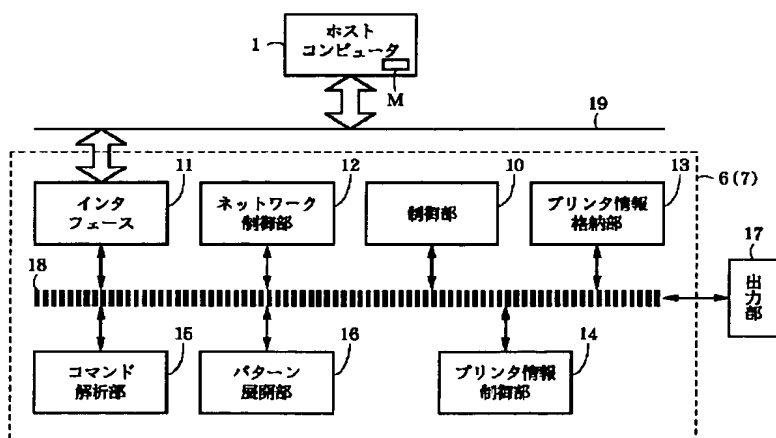 1
ホスト
コンピュータ
M
19
11
12
10
13
6(7)
インタ
フェース
ネットワーク
制御部
制御部
プリンタ情報
格納部
17
出力部
18
15
16
14
コマンド
解析部
パターン
展開部
プリンタ情報
制御部